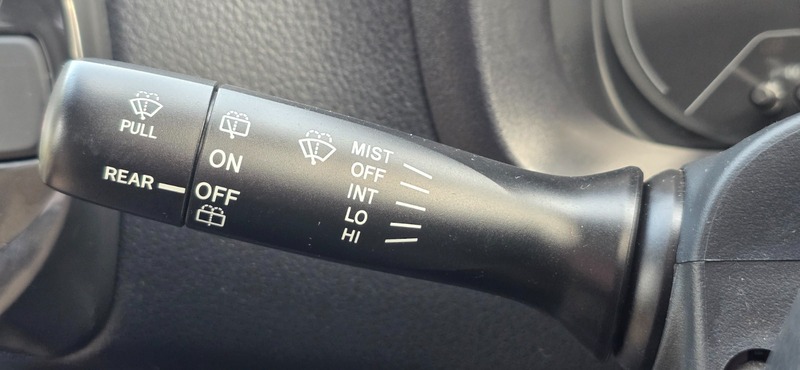 PULL
REAR
ON
OFF
MIST
OFF
INT
LO
HI